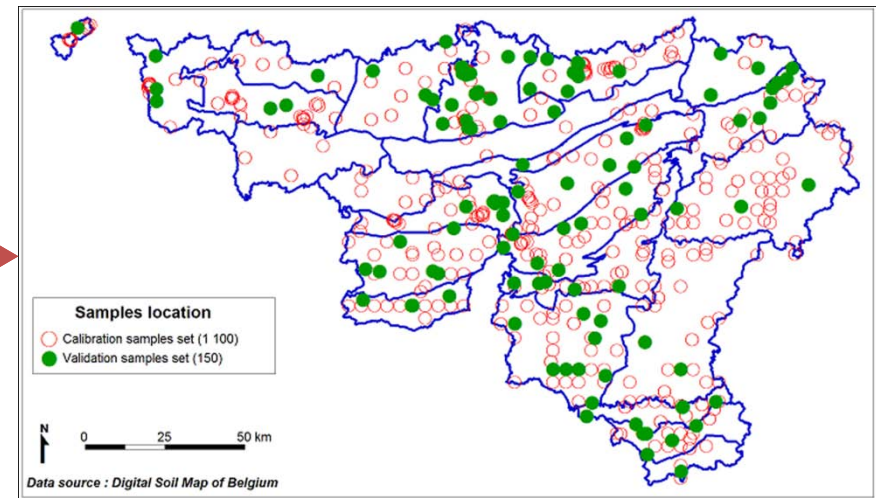 Samples location
Calibration samples set (1 100)
Validation samples set (150)
N
0 25 50 km
Data source : Digital Soil Map of Belgium